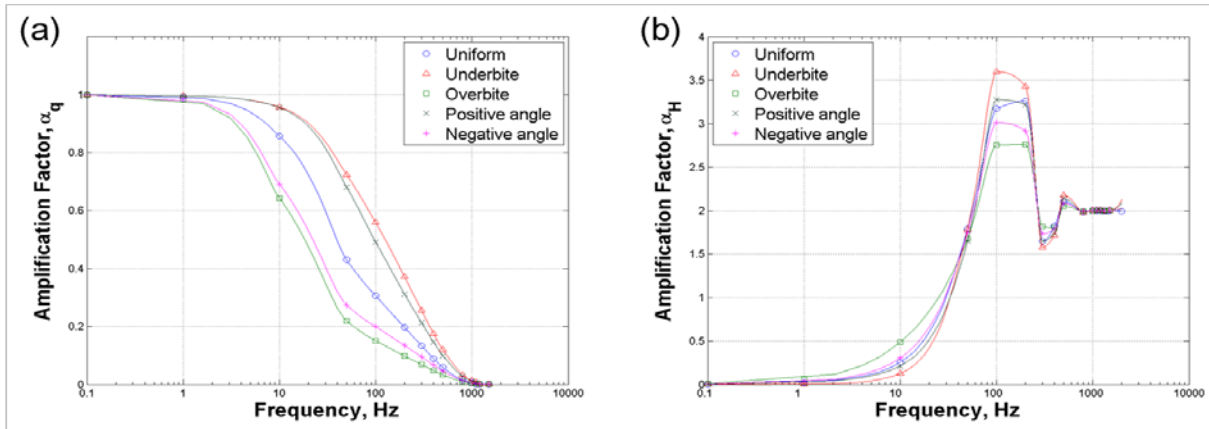 (a)
Amplification Factor, α_q
1
0.8
0.6
0.4
0.2
0
0.1
1
10
100
1000
10000
Frequency, Hz
Uniform
Underbite
Overbite
Positive angle
Negative angle
(b)
Amplification Factor, α_H
4
3.5
3
2.5
2
1.5
1
0.5
0
0.1
1
10
100
1000
10000
Frequency, Hz
Uniform
Underbite
Overbite
Positive angle
Negative angle